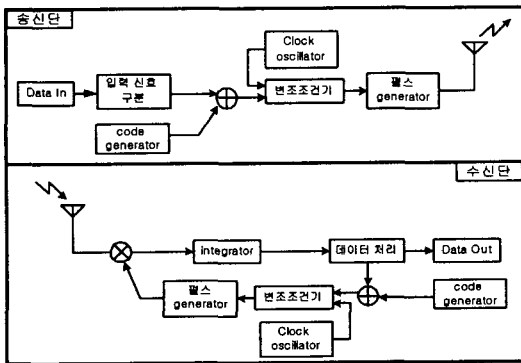 송신단
Clock
oscillator
Data In
입력 신호
구분
변조조건기
펄스
generator
code
generator
수신단
integrator
데이터 처리
Data Out
펄스
generator
변조조건기
code
generator
Clock
oscillator